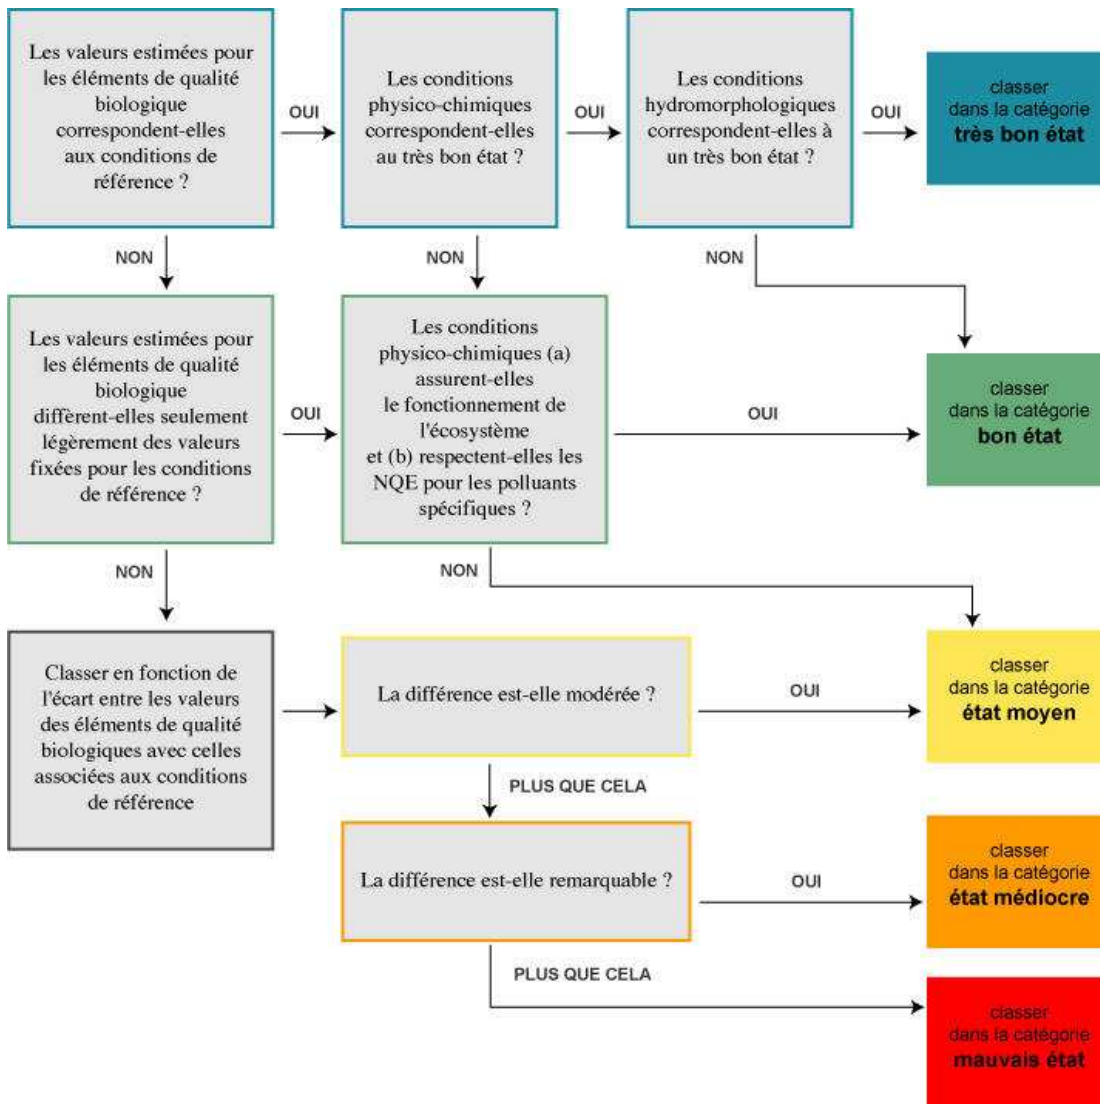 Les valeurs estimées pour
les éléments de qualité
biologique
correspondent-elles
aux conditions de
référence ?
OUI
Les conditions
physico-chimiques
correspondent-elles
au très bon état ?
OUI
Les conditions
hydromorphologiques
correspondent-elles à
un très bon état ?
OUI
classer
dans la catégorie
très bon état
NON
NON
NON
Les valeurs estimées pour
les éléments de qualité
biologique
diffèrent-elles seulement
légèrement des valeurs
fixées pour les conditions
de référence ?
OUI
Les conditions
physico-chimiques (a)
assurent-elles
le fonctionnement de
l'écosystème
et (b) respectent-elles les
NQE pour les polluants
spécifiques ?
OUI
classer
dans la catégorie
bon état
NON
NON
Classer en fonction de
l'écart entre les valeurs
des éléments de qualité
biologiques avec celles
associées aux conditions
de référence
La différence est-elle modérée ?
OUI
classer
dans la catégorie
état moyen
PLUS QUE CELA
La différence est-elle remarquable ?
OUI
classer
dans la catégorie
état médiocre
PLUS QUE CELA
classer
dans la catégorie
mauvais état